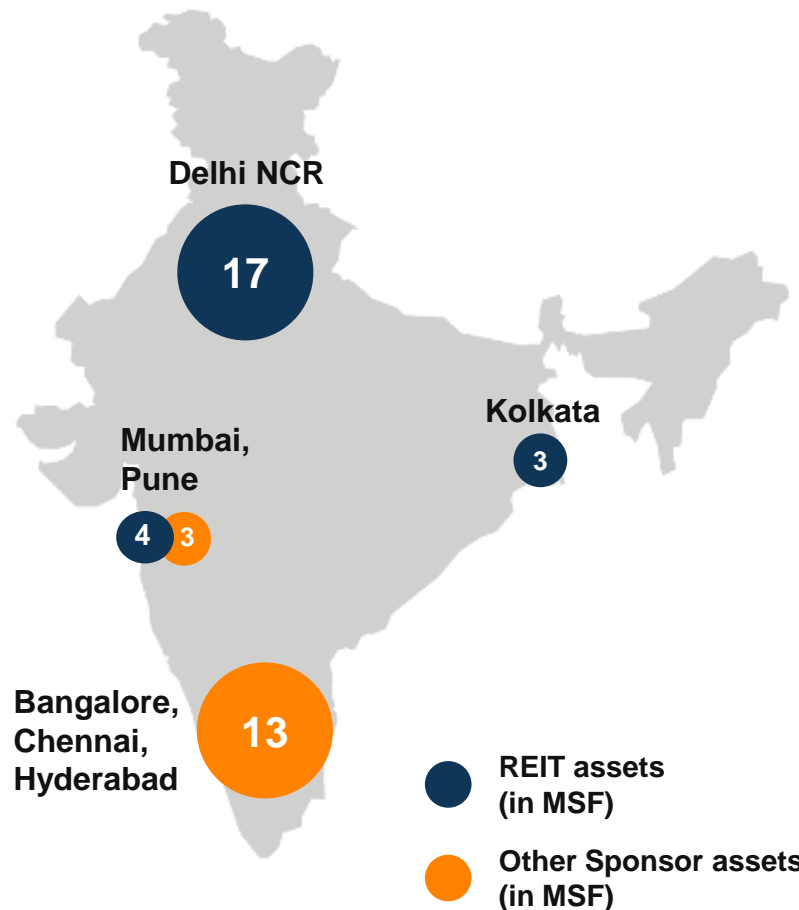 Delhi NCR
17
Kolkata
3
Mumbai,
Pune
4
3
Bangalore,
Chennai,
Hyderabad
13
REIT assets
(in MSF)
Other Sponsor assets
(in MSF)